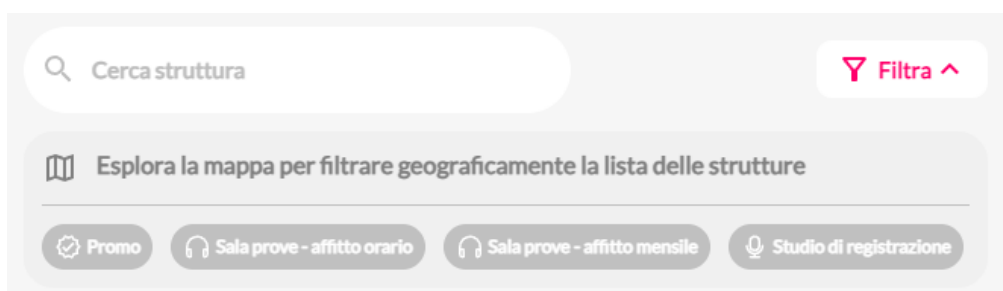 Cerca struttura
Filtra
Esplora la mappa per filtrare geograficamente la lista delle strutture
Promo
Sala prove - affitto orario
Sala prove - affitto mensile
Studio di registrazione